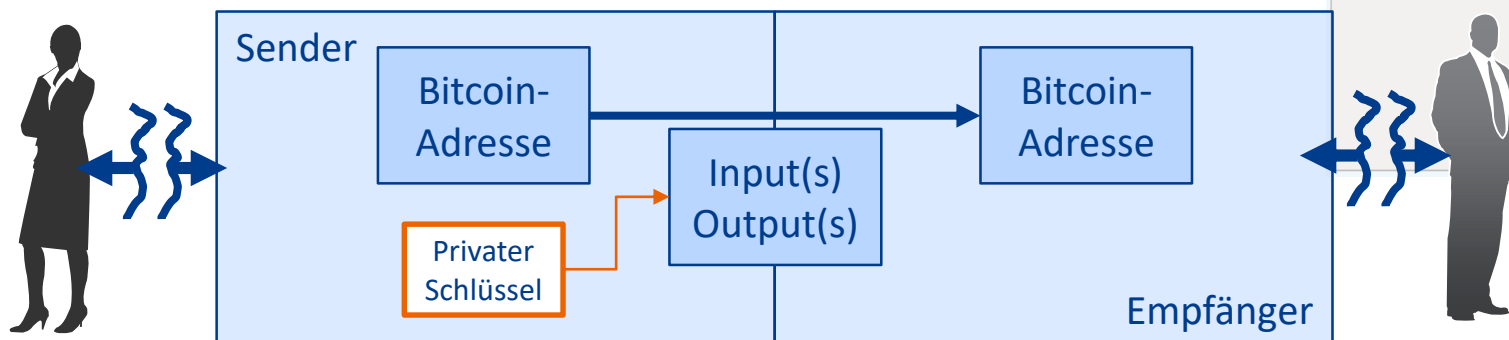 Sender
Bitcoin-
Adresse
Bitcoin-
Adresse
Input(s)
Output(s)
Privater
Schlüssel
Empfänger